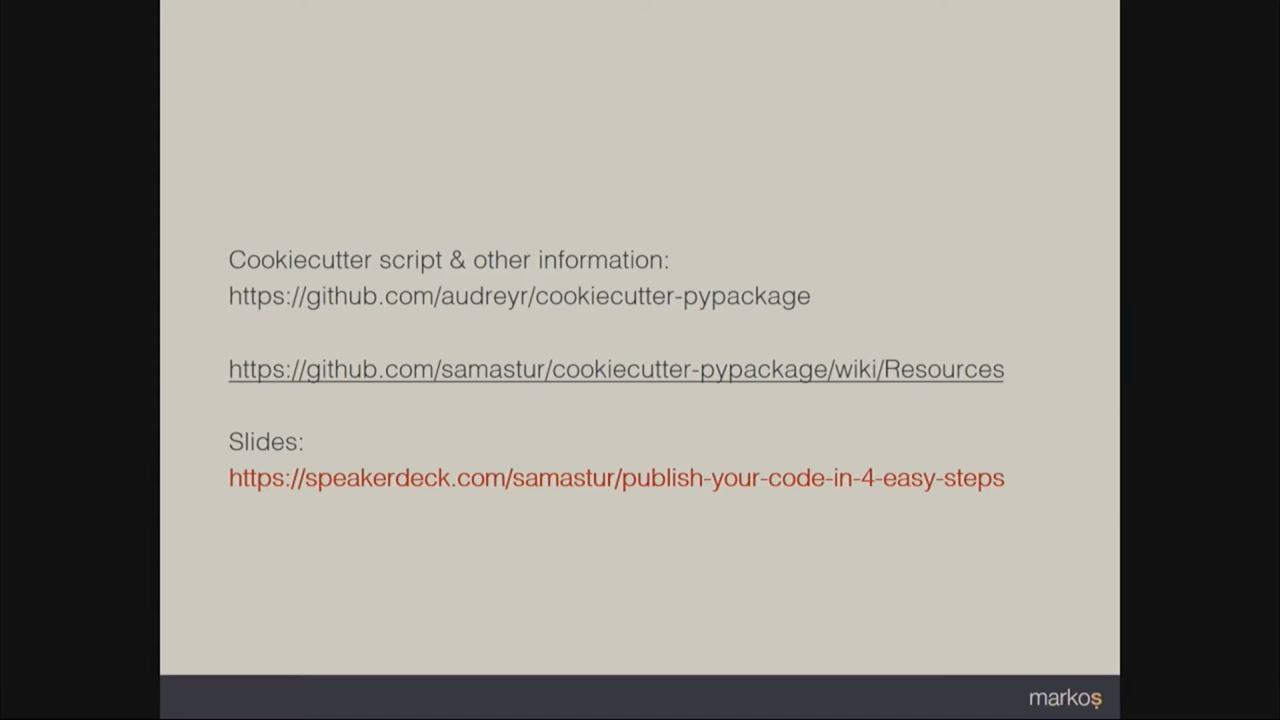 Cookiecutter script & other information:
https://github.com/audreyr/cookiecutter-pypackage
https://github.com/samastur/cookiecutter-pypackage/wiki/Resources
Slides:
https://speakerdeck.com/samastur/publish-your-code-in-4-easy-steps
markoș